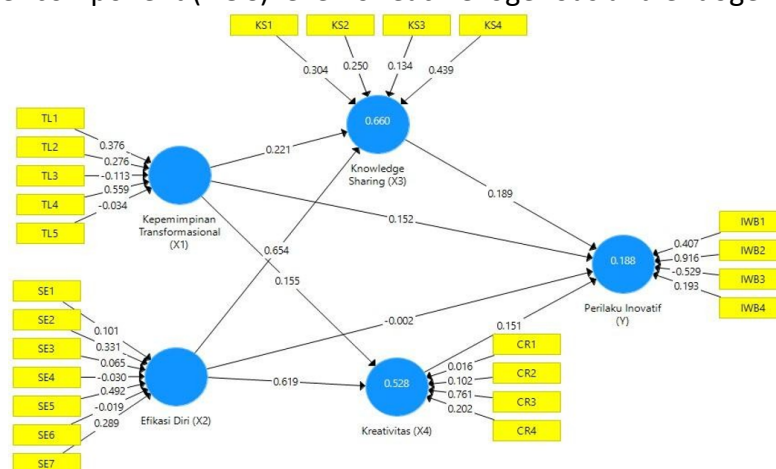 KS1
KS2
KS3
KS4
0.304
0.250
0.134
0.439
0.660
Knowledge
Sharing (X3)
TL1
TL2
TL3
TL4
TL5
0.376
0.276
-0.113
0.559
-0.034
Kepemimpinan
Transformasional
(X1)
0.221
0.189
0.152
0.654
0.155
SE1
SE2
SE3
SE4
SE5
SE6
SE7
0.101
0.331
0.065
-0.030
0.492
-0.019
0.289
Efikasi Diri (X2)
-0.002
0.619
0.151
0.528
Kreativitas (X4)
CR1
CR2
CR3
CR4
0.016
0.102
0.761
0.202
0.188
Perilaku Inovatif
(Y)
IWB1
IWB2
IWB3
IWB4
0.407
0.916
-0.529
0.193